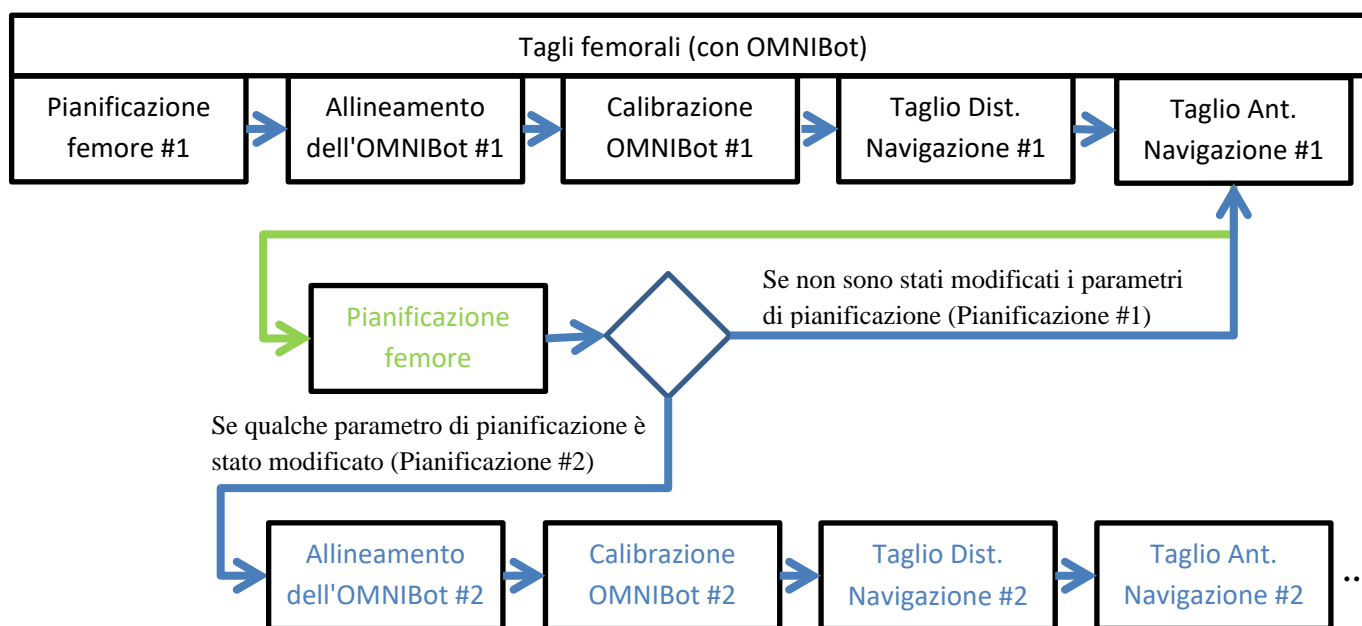 Tagli femorali (con OMNIBot)
Pianificazione
femore #1
Allineamento
dell'OMNIBot #1
Calibrazione
OMNIBot #1
Taglio Dist.
Navigazione #1
Taglio Ant.
Navigazione #1
Se non sono stati modificati i parametri
di pianificazione (Pianificazione #1)
Pianificazione
femore
Se qualche parametro di pianificazione è
stato modificato (Pianificazione #2)
Allineamento
dell'OMNIBot #2
Calibrazione
OMNIBot #2
Taglio Dist.
Navigazione #2
Taglio Ant.
Navigazione #2
..